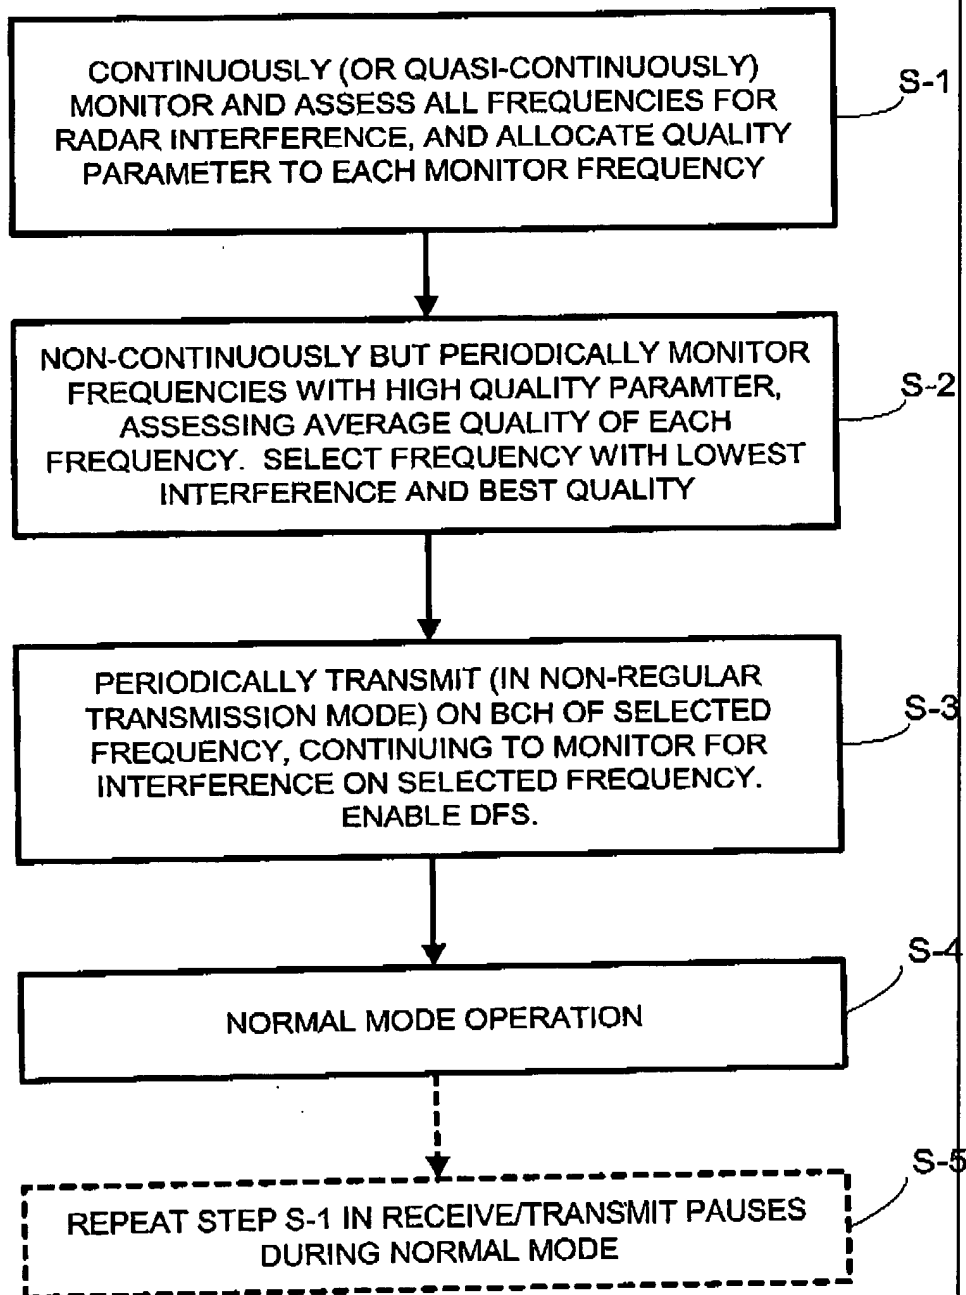 CONTINUOUSLY (OR QUASI-CONTINUOUSLY)
MONITOR AND ASSESS ALL FREQUENCIES FOR
RADAR INTERFERENCE, AND ALLOCATE QUALITY
PARAMETER TO EACH MONITOR FREQUENCY
S-1
NON-CONTINUOUSLY BUT PERIODICALLY MONITOR
FREQUENCIES WITH HIGH QUALITY PARAMTER,
ASSESSING AVERAGE QUALITY OF EACH
FREQUENCY. SELECT FREQUENCY WITH LOWEST
INTERFERENCE AND BEST QUALITY
S-2
PERIODICALLY TRANSMIT (IN NON-REGULAR
TRANSMISSION MODE) ON BCH OF SELECTED
FREQUENCY, CONTINUING TO MONITOR FOR
INTERFERENCE ON SELECTED FREQUENCY.
ENABLE DFS.
S-3
NORMAL MODE OPERATION
S-4
REPEAT STEP S-1 IN RECEIVE/TRANSMIT PAUSES
DURING NORMAL MODE
S-5